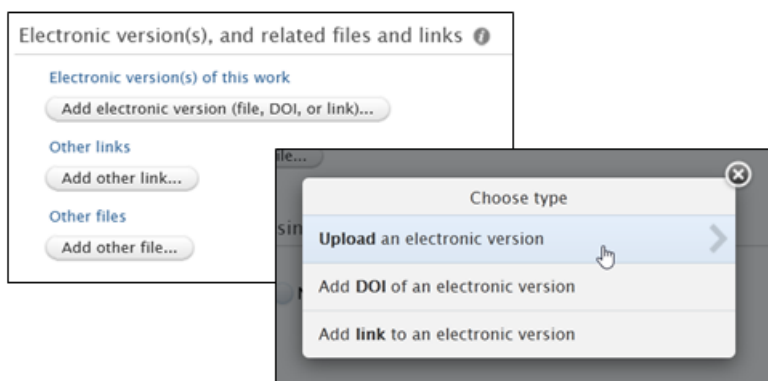 Electronic version(s), and related files and links i
Electronic version(s) of this work
Add electronic version (file, DOI, or link)...
Other links
Add other link...
Other files
Add other file...
Choose type
Upload an electronic version
Add DOI of an electronic version
Add link to an electronic version